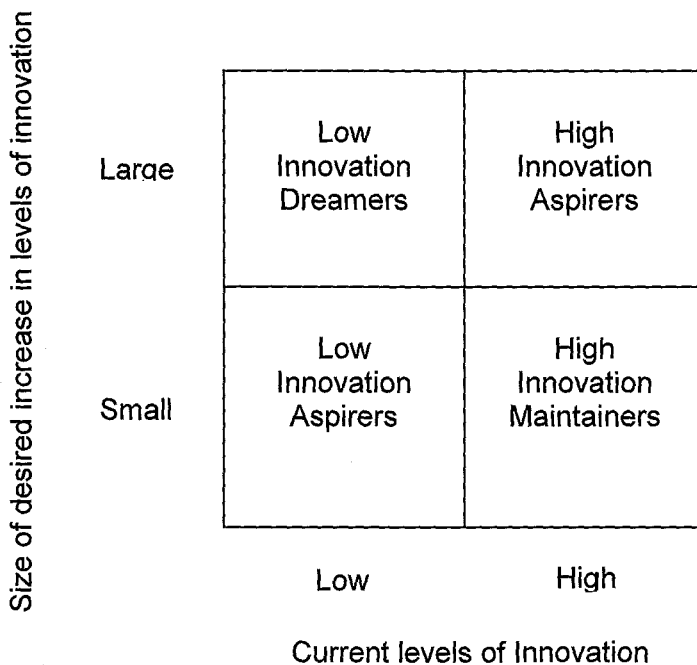 Size of desired increase in levels of innovation
Large
Low
Innovation
Dreamers
High
Innovation
Aspirers
Small
Low
Innovation
Aspirers
High
Innovation
Maintainers
Low
High
Current levels of Innovation